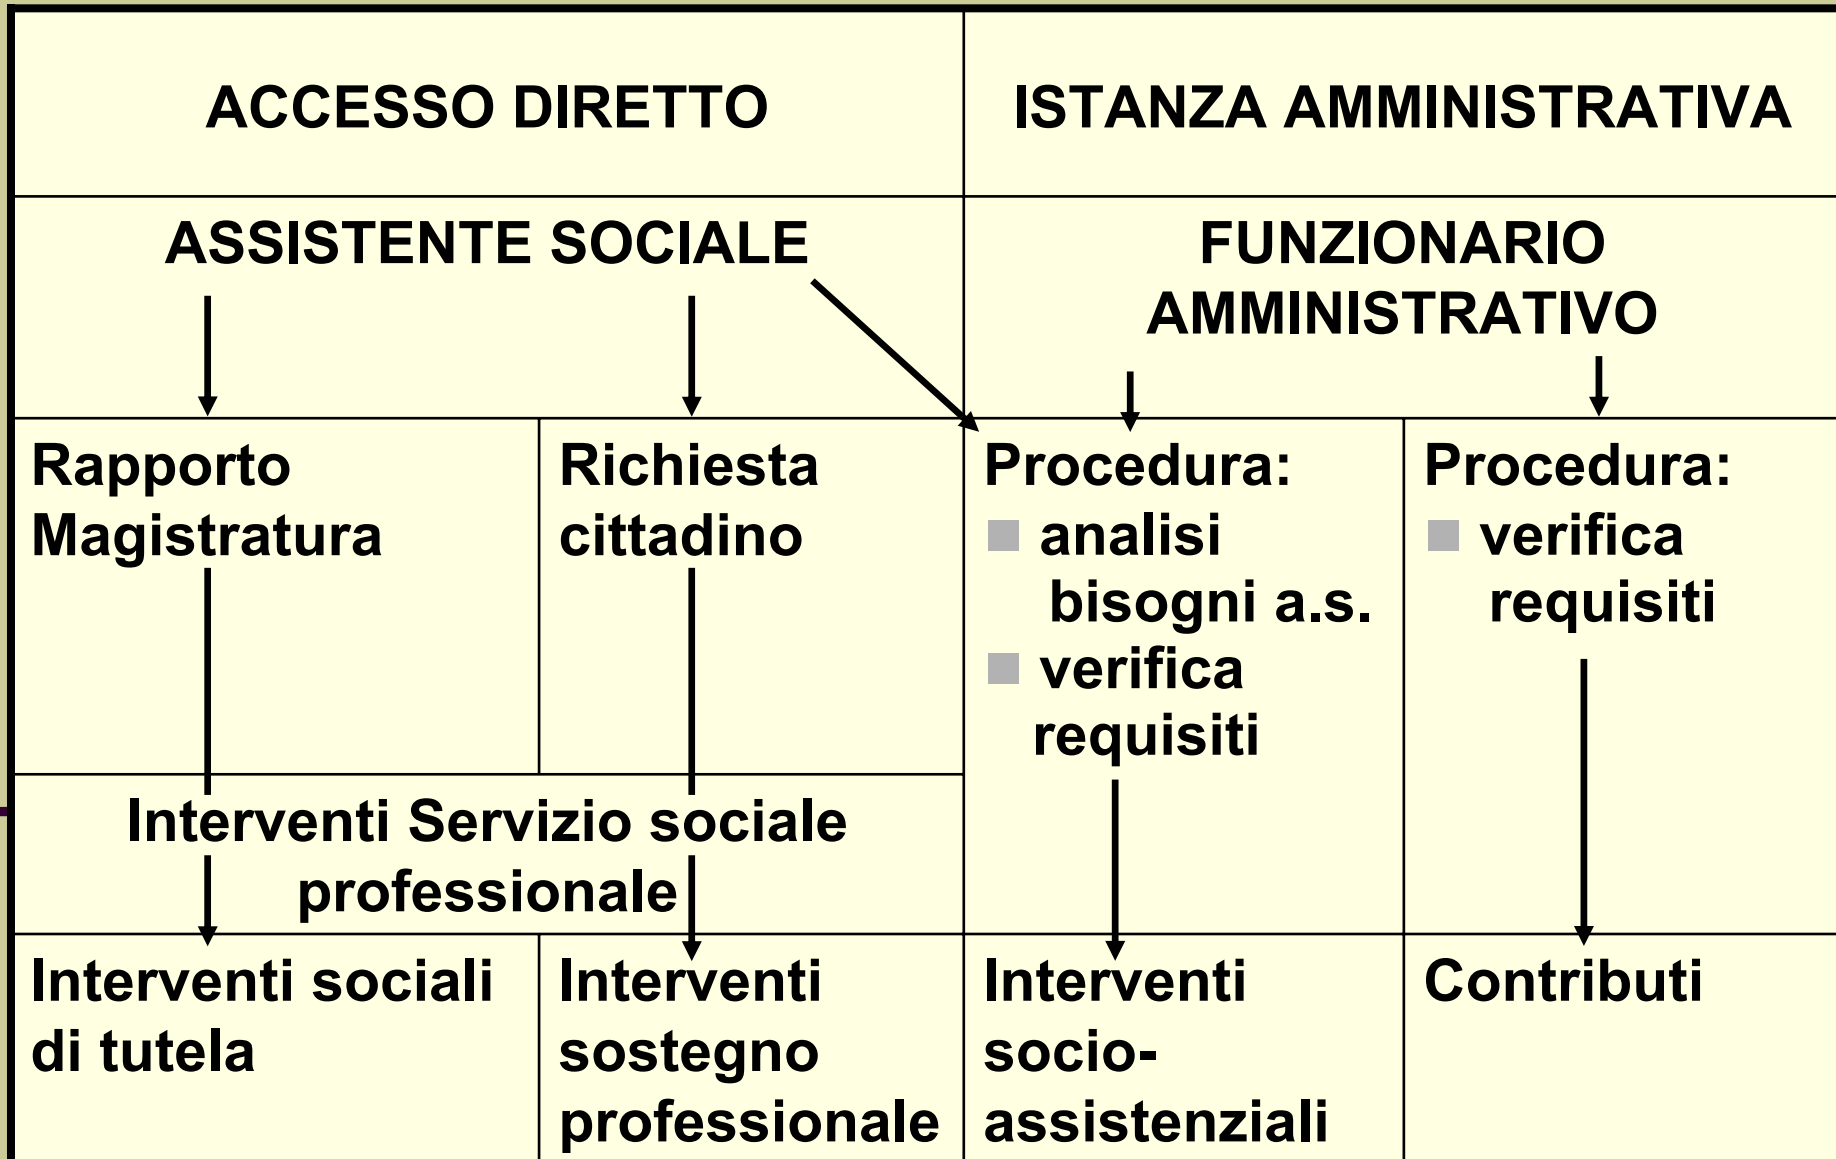 ACCESSO DIRETTO
ISTANZA AMMINISTRATIVA
ASSISTENTE SOCIALE
FUNZIONARIO
AMMINISTRATIVO
Rapporto
Magistratura
Richiesta
cittadino
Procedura:
analisi
bisogni a.s.
verifica
requisiti
Procedura:
verifica
requisiti
Interventi Servizio sociale
professionale
Interventi sociali
di tutela
Interventi
sostegno
professionale
Interventi
socio-
assistenziali
Contributi